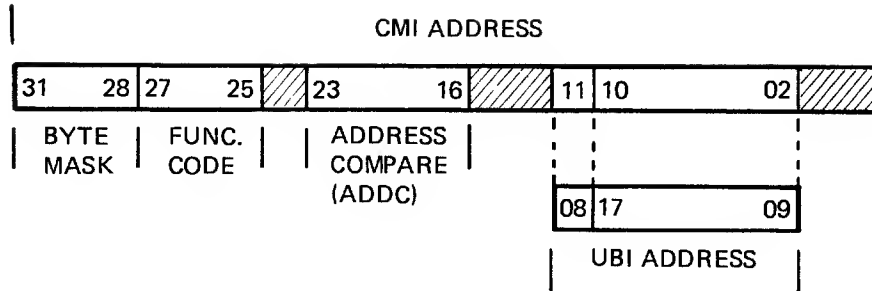 CMI ADDRESS
31 28 27 25 23 16 11 10 02
BYTE FUNC. ADDRESS
MASK CODE COMPARE
(ADDC)
08 17 09
UBI ADDRESS